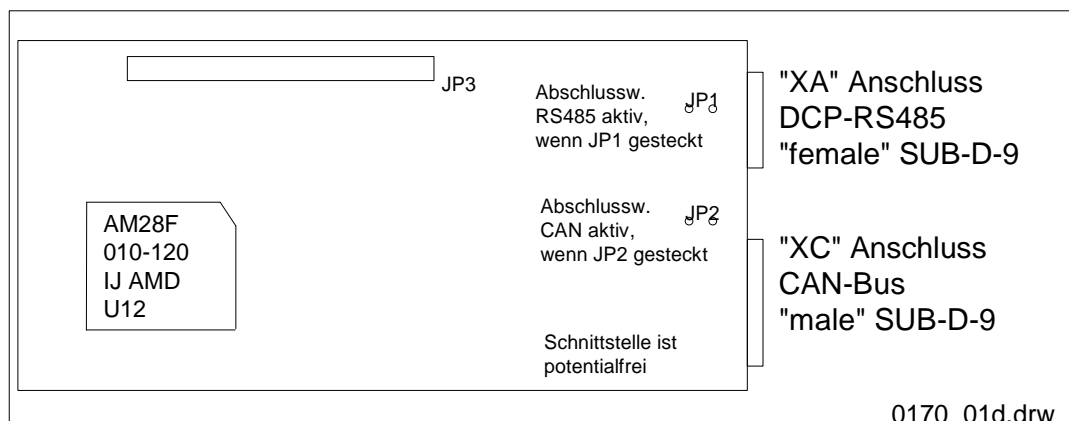 JP3
Abschlussw.
RS485 aktiv,
wenn JP1 gesteckt
JP1
"XA" Anschluss
DCP-RS485
"female" SUB-D-9
AM28F
010-120
IJ AMD
U12
Abschlussw.
CAN aktiv,
wenn JP2 gesteckt
JP2
"XC" Anschluss
CAN-Bus
"male" SUB-D-9
Schnittstelle ist
potentialfrei
0170_01d.drw